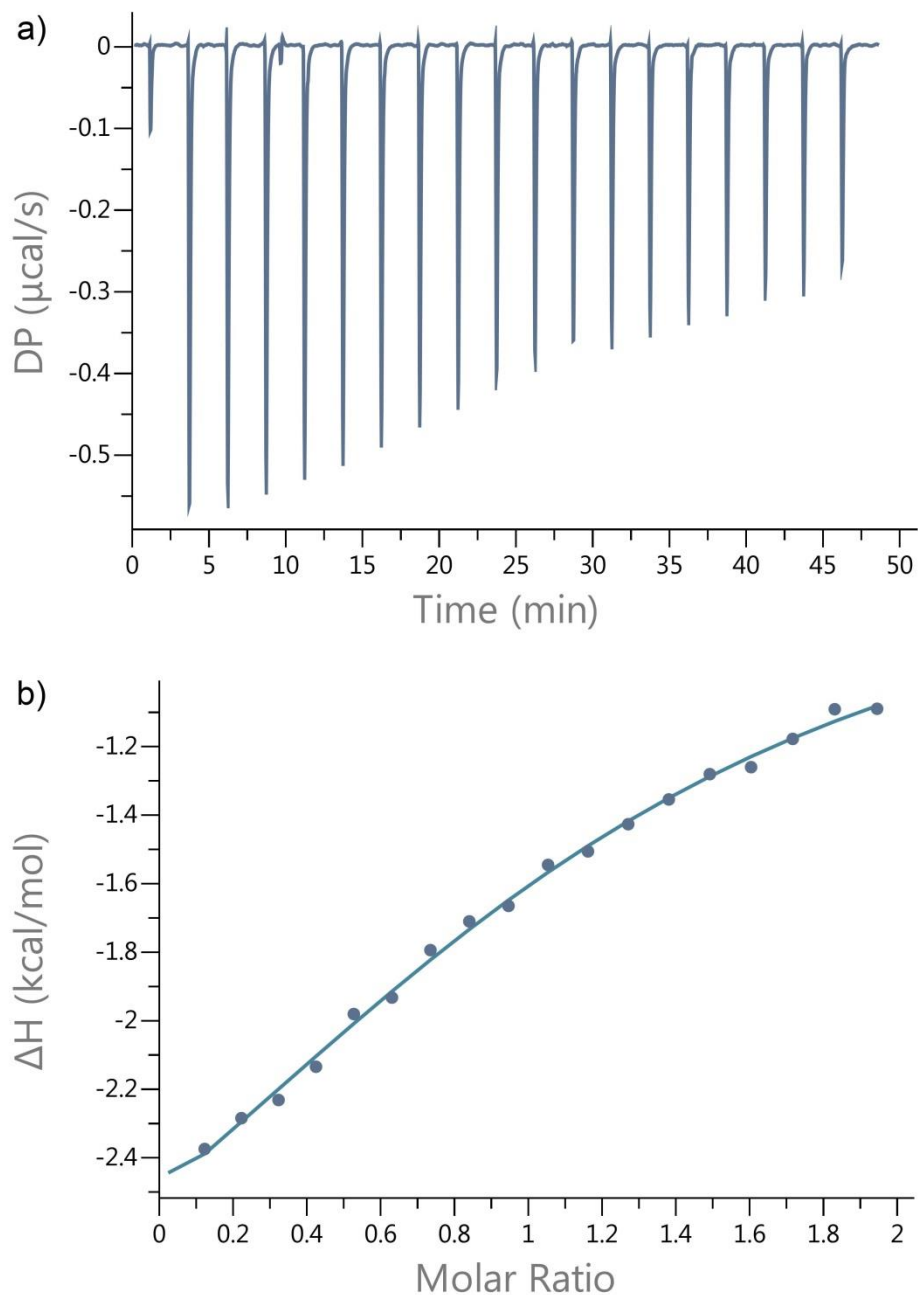 a)
0
-0.1
-0.2
-0.3
-0.4
-0.5
DP (µcal/s)
0 5 10 15 20 25 30 35 40 45 50
Time (min)
b)
-1.2
-1.4
-1.6
-1.8
-2
-2.2
-2.4
ΔH (kcal/mol)
0 0.2 0.4 0.6 0.8 1 1.2 1.4 1.6 1.8 2
Molar Ratio